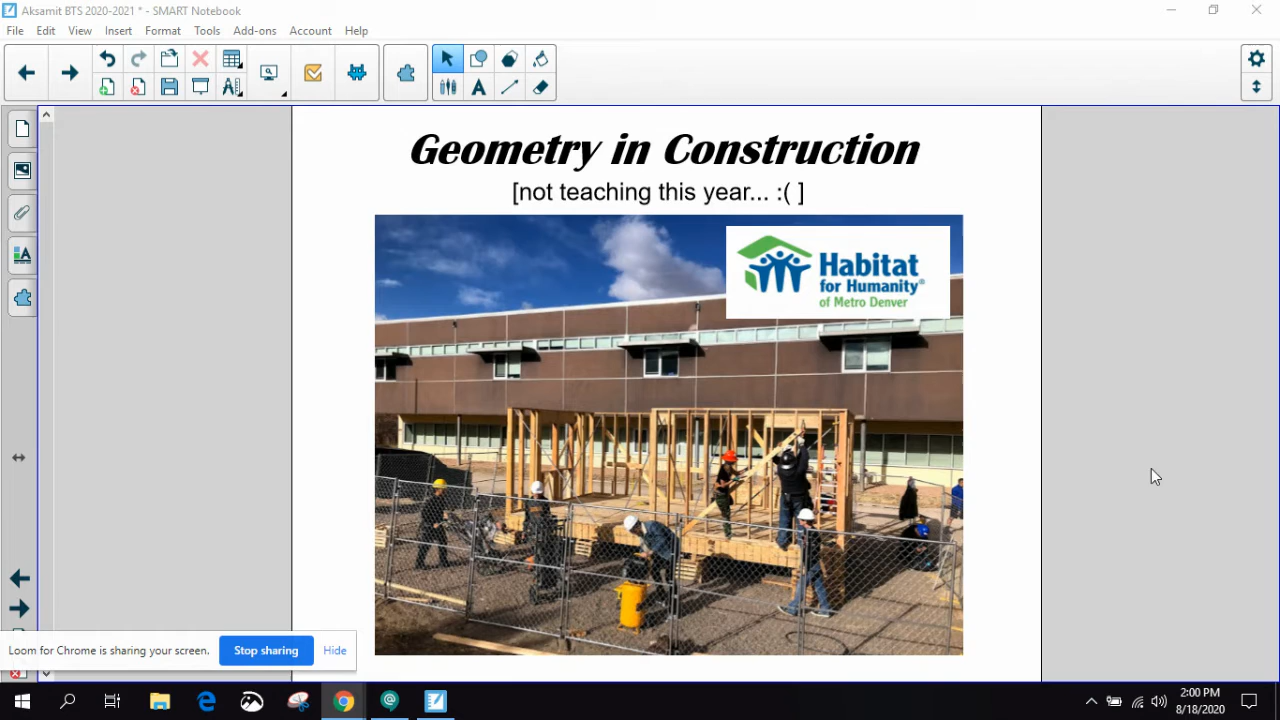 Aksamit BTS 2020-2021 * - SMART Notebook
File Edit View Insert Format Tools Add-ons Account Help
Geometry in Construction
[not teaching this year... :( ]
Habitat
for Humanity®
of Metro Denver
Loom for Chrome is sharing your screen. Stop sharing Hide
2:00 PM
8/18/2020